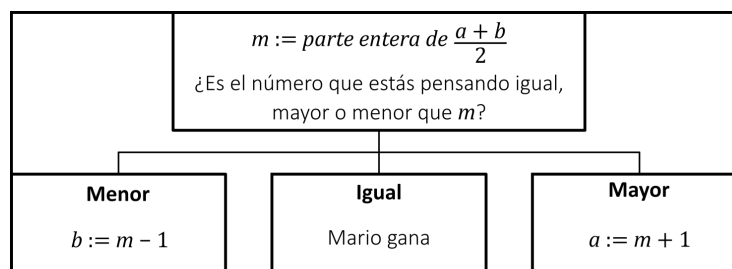 m := parte entera de \frac{a + b}{2}
¿Es el número que estás pensando igual,
mayor o menor que m?
Menor
b := m − 1
Igual
Mario gana
Mayor
a := m + 1